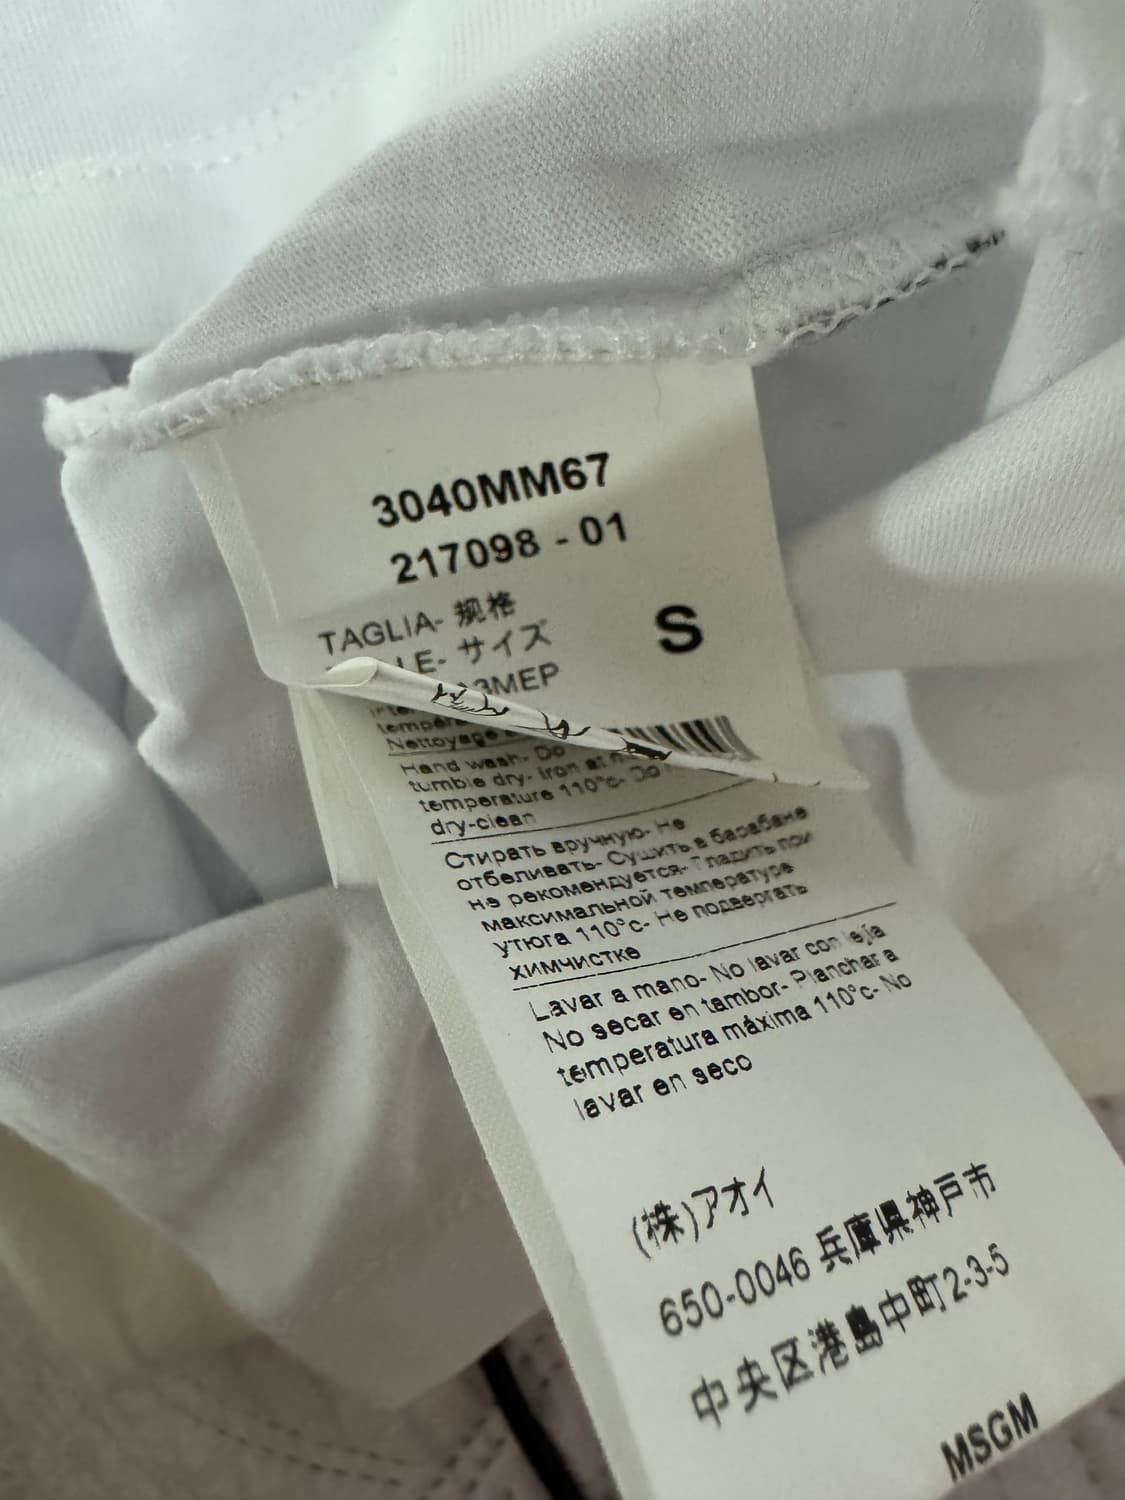 3040MM67
217098 - 01
TAGLIA- 规格
サイズ
S
Nettoyage
Hand wash- Do
tumble dry- Iron at
temperature 110°c- Do
dry-clean
Стирать вручную- Не
отбеливать- Сушить в барабане
не рекомендуется- Гладить при
максимальной температуре
утюга 110°c- Не подвергать
химчистке
Lavar a mano- No lavar con lejía
No secar en tambor- Planchar a
temperatura máxima 110°c- No
lavar en seco
(株)アオイ
650-0046 兵庫県神戸市
中央区港島中町2-3-5
MSGM